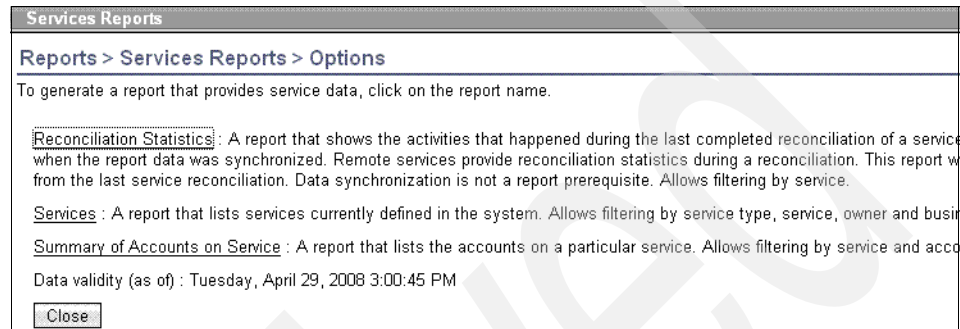 Services Reports
Reports > Services Reports > Options
To generate a report that provides service data, click on the report name.
Reconciliation Statistics : A report that shows the activities that happened during the last completed reconciliation of a service
when the report data was synchronized. Remote services provide reconciliation statistics during a reconciliation. This report w
from the last service reconciliation. Data synchronization is not a report prerequisite. Allows filtering by service.
Services : A report that lists services currently defined in the system. Allows filtering by service type, service, owner and busi
Summary of Accounts on Service : A report that lists the accounts on a particular service. Allows filtering by service and acco
Data validity (as of) : Tuesday, April 29, 2008 3:00:45 PM
Close